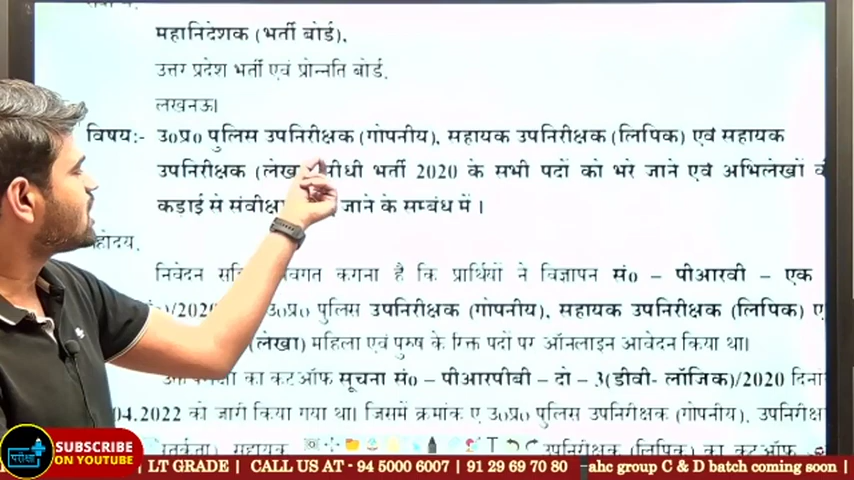 महानिदेशक (भर्ती बोर्ड),
उत्तर प्रदेश भर्ती एवं प्रोन्नति बोर्ड,
लखनऊ।
विषय:- उ0प्र0 पुलिस उपनिरीक्षक (गोपनीय), सहायक उपनिरीक्षक (लिपिक) एवं सहायक
उपनिरीक्षक (लेखा) सीधी भर्ती 2020 के सभी पदों को भरे जाने एवं अभिलेखों
कड़ाई से जाने के सम्बंध में ।
होदय,
निवेदन है कि प्रार्थियों ने विज्ञापन सं0 – पीआरवी – एक
)/2020 उ0प्र0 पुलिस उपनिरीक्षक (गोपनीय), सहायक उपनिरीक्षक (लिपिक)
(लेखा) महिला एवं पुरुष के रिक्त पदों पर ऑनलाइन आवेदन किया था।
का कटऑफ सूचना सं0 – पीआरपीबी – दो – 3(डीवी- लॉजिक)/2020
04.2022 को जारी किया गया था। जिसमें क्रमांक ए उ0प्र0 पुलिस उपनिरीक्षक (गोपनीय),
सहायक उपनिरीक्षक (लिपिक) का कटऑफ
परीक्षा
SUBSCRIBE
ON YOUTUBE
LT GRADE | CALL US AT - 94 5000 6007 | 91 29 69 70 80 -ahc group C & D batch coming soon |